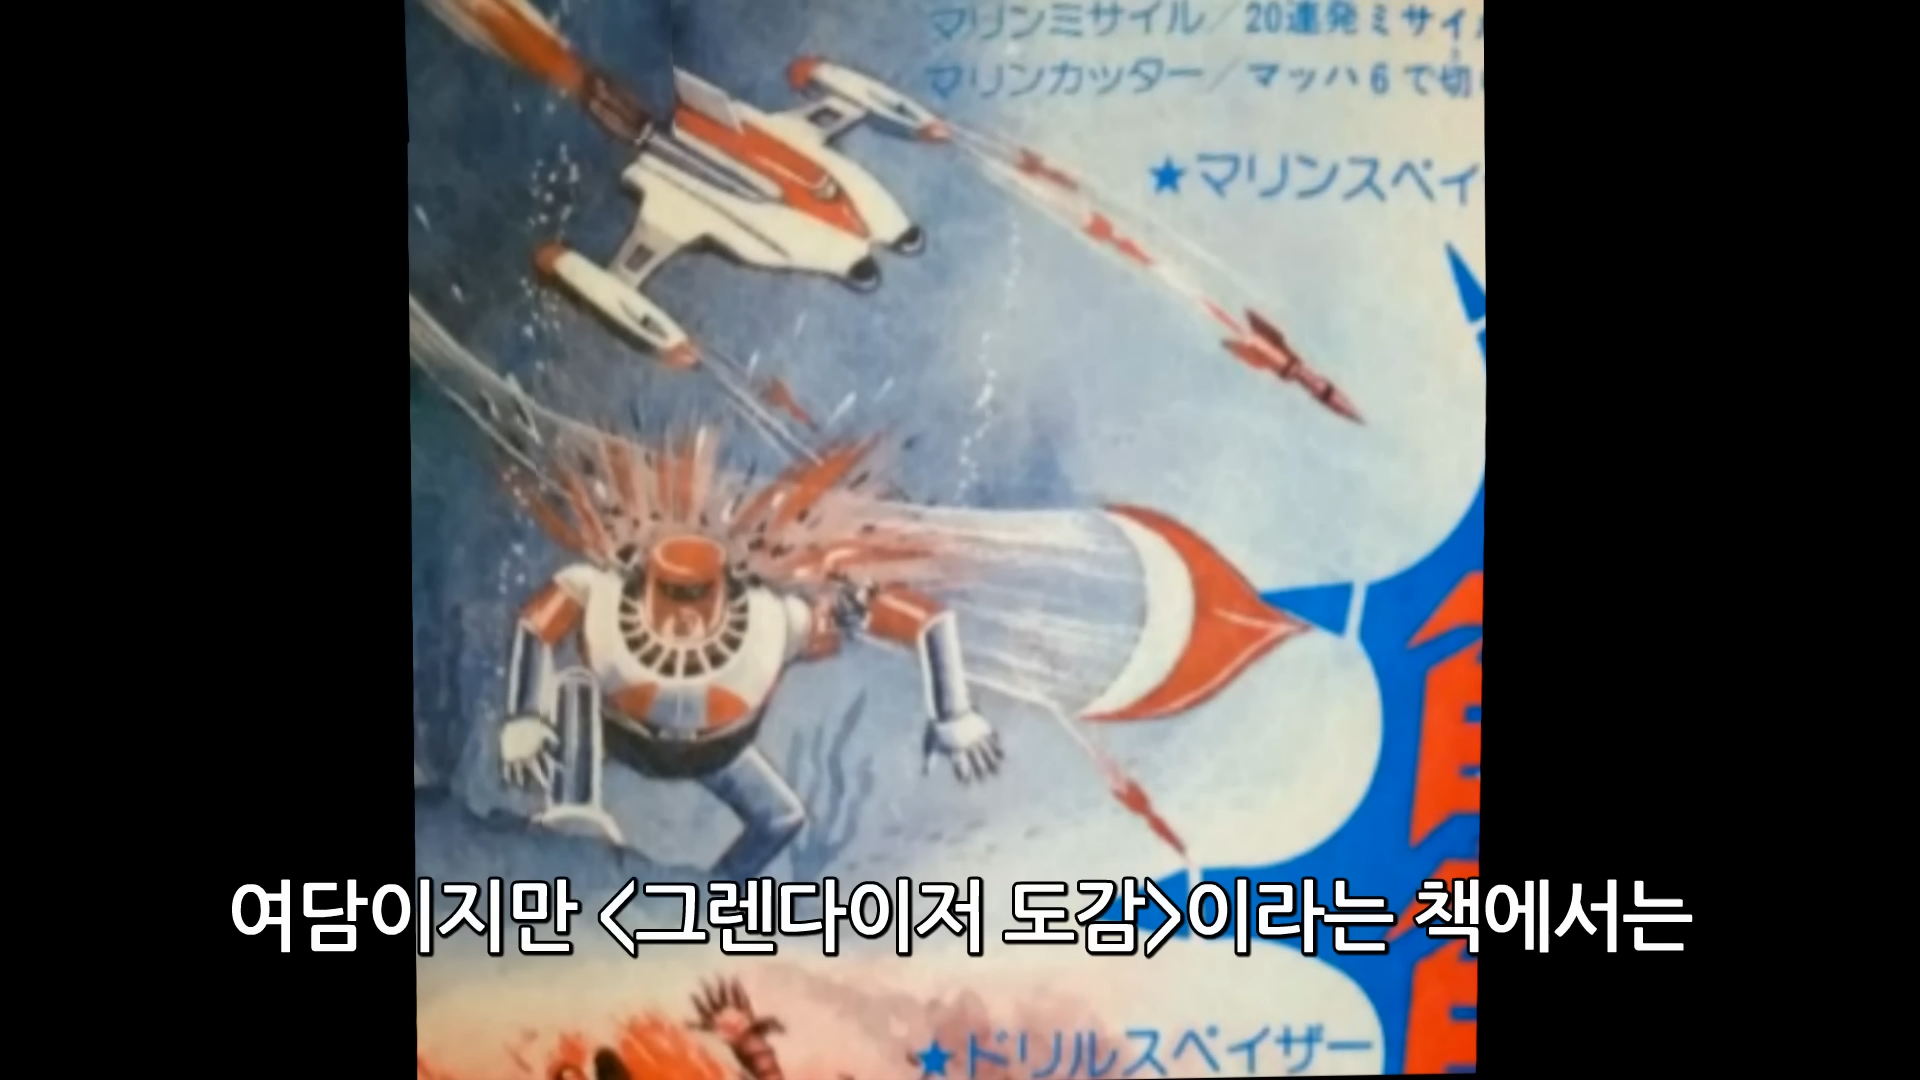 マリンミサイル／20連発ミサイ
マリンカッター／マッハ6で切
★マリンスペイ
여담이지만 <그렌다이저 도감>이라는 책에서는
★ドリルスペイザー